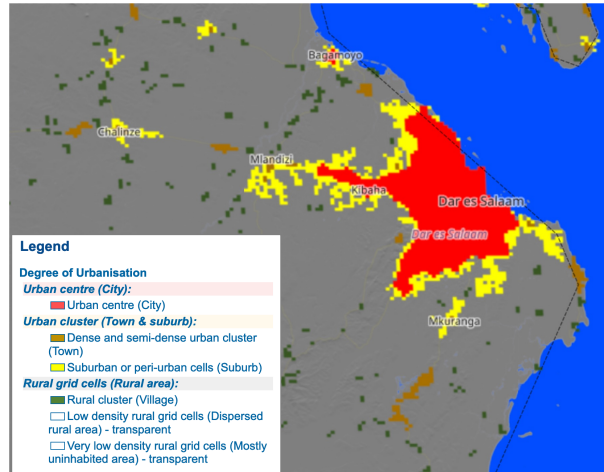 Bagamoyo
Chalinze
Mlandizi
Kibaha
Dar es Salaam
Dar es Salaam
Mkuranga
Legend
Degree of Urbanisation
Urban centre (City):
Urban centre (City)
Urban cluster (Town & suburb):
Dense and semi-dense urban cluster
(Town)
Suburban or peri-urban cells (Suburb)
Rural grid cells (Rural area):
Rural cluster (Village)
Low density rural grid cells (Dispersed
rural area) - transparent
Very low density rural grid cells (Mostly
uninhabited area) - transparent